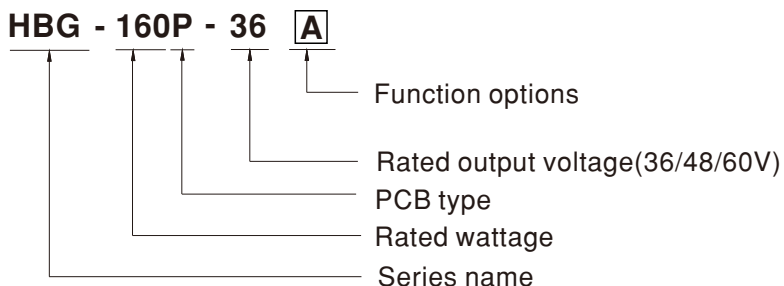 HBG - 160P - 36 A
Function options
Rated output voltage(36/48/60V)
PCB type
Rated wattage
Series name